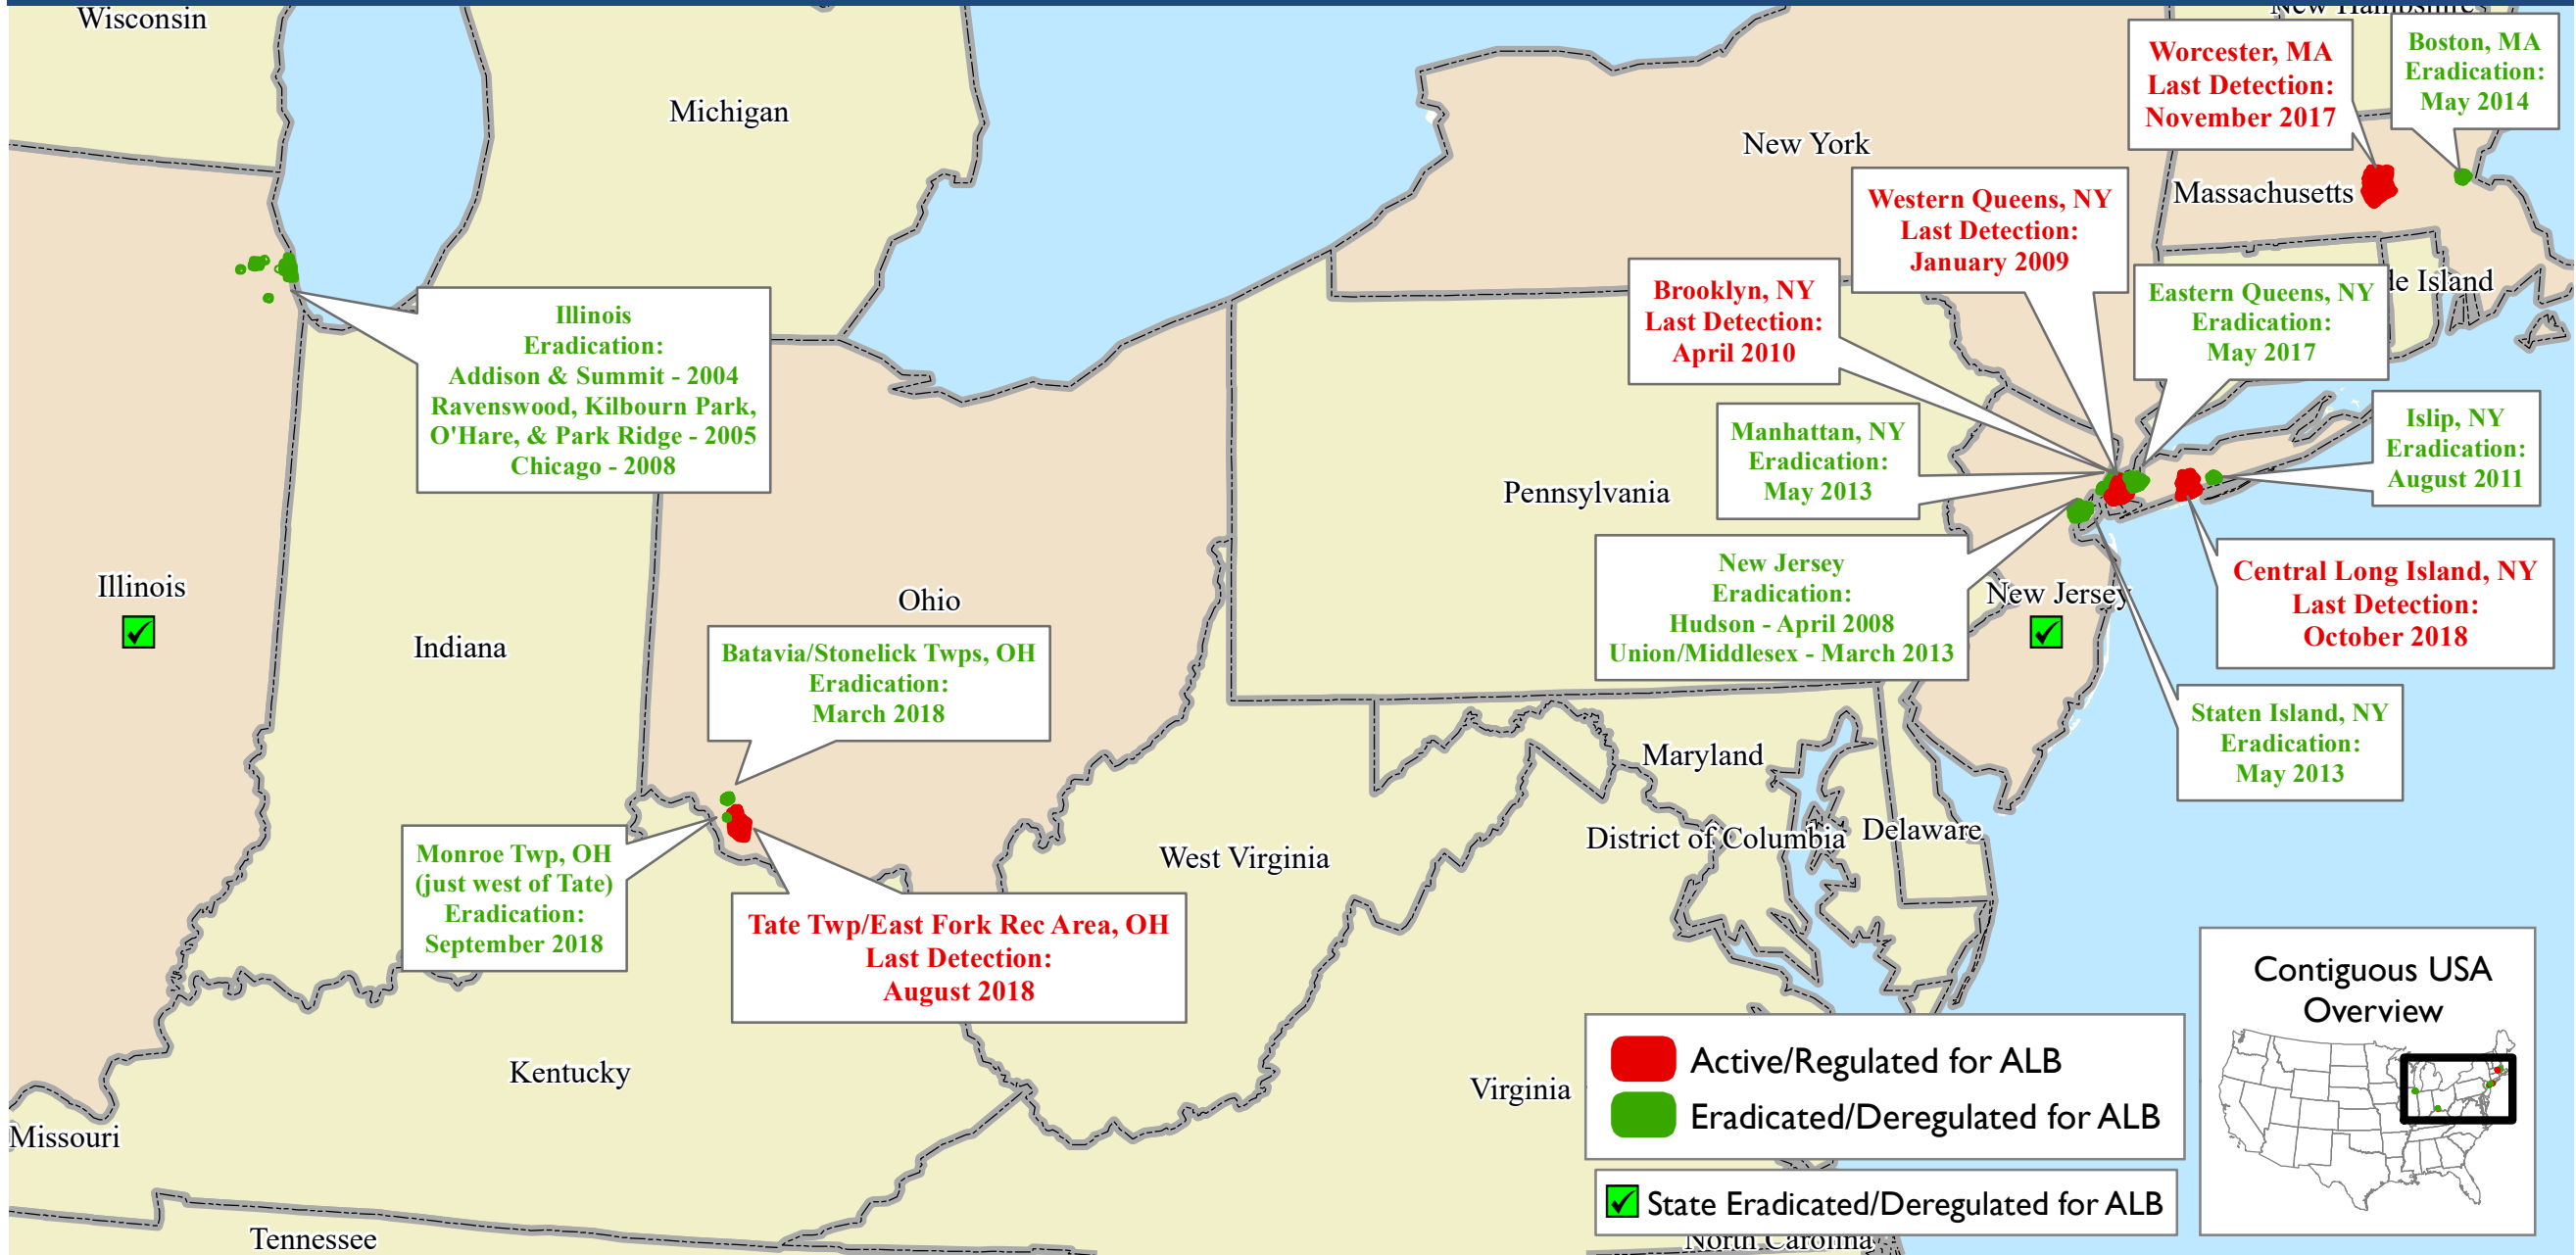 Wisconsin
Michigan
New York
New Hampshire
Massachusetts
de Island
Worcester, MA
Last Detection:
November 2017
Boston, MA
Eradication:
May 2014
Western Queens, NY
Last Detection:
January 2009
Brooklyn, NY
Last Detection:
April 2010
Eastern Queens, NY
Eradication:
May 2017
Manhattan, NY
Eradication:
May 2013
Islip, NY
Eradication:
August 2011
Illinois
Eradication:
Addison & Summit - 2004
Ravenswood, Kilbourn Park,
O'Hare, & Park Ridge - 2005
Chicago - 2008
Pennsylvania
New Jersey
Eradication:
Hudson - April 2008
Union/Middlesex - March 2013
New Jersey
Central Long Island, NY
Last Detection:
October 2018
Staten Island, NY
Eradication:
May 2013
Illinois
Indiana
Ohio
Batavia/Stonelick Twps, OH
Eradication:
March 2018
Monroe Twp, OH
(just west of Tate)
Eradication:
September 2018
Tate Twp/East Fork Rec Area, OH
Last Detection:
August 2018
West Virginia
Maryland
District of Columbia
Delaware
Kentucky
Virginia
Missouri
Tennessee
North Carolina
Active/Regulated for ALB
Eradicated/Deregulated for ALB
State Eradicated/Deregulated for ALB
Contiguous USA
Overview